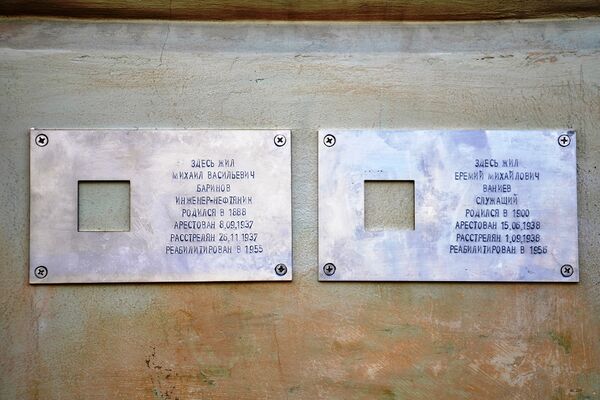 ЗДЕСЬ ЖИЛ
МИХАИЛ ВАСИЛЬЕВИЧ
БАРИНОВ
ИНЖЕНЕР-НЕФТЯНИК
РОДИЛСЯ В 1888
АРЕСТОВАН 8.09.1937
РАССТРЕЛЯН 26.11.1937
РЕАБИЛИТИРОВАН В 1955
ЗДЕСЬ ЖИЛ
ЕРЕМИЙ МИХАЙЛОВИЧ
ВАНИЕВ
СЛУЖАЩИЙ
РОДИЛСЯ В 1900
АРЕСТОВАН 15.06.1938
РАССТРЕЛЯН 1.09.1938
РЕАБИЛИТИРОВАН В 1956